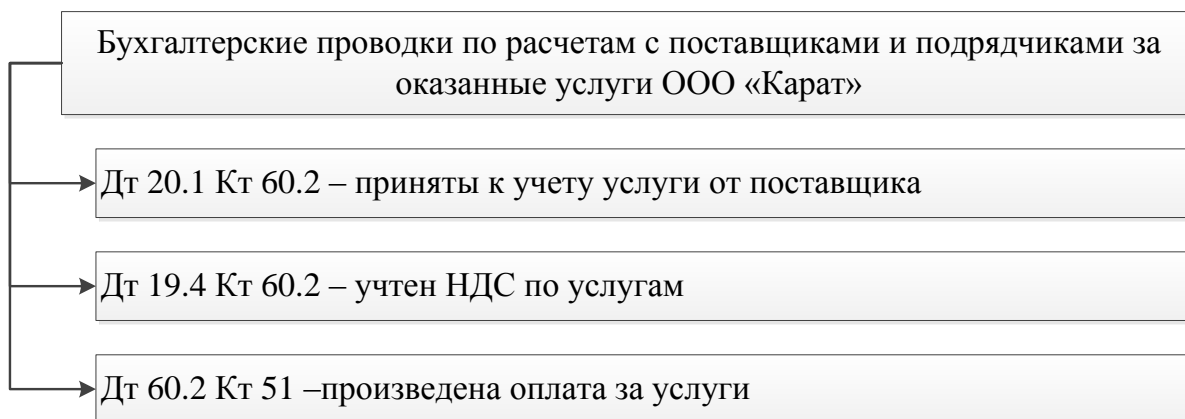 Бухгалтерские проводки по расчетам с поставщиками и подрядчиками за
оказанные услуги ООО «Карат»
Дт 20.1 Кт 60.2 – приняты к учету услуги от поставщика
Дт 19.4 Кт 60.2 – учтен НДС по услугам
Дт 60.2 Кт 51 –произведена оплата за услуги